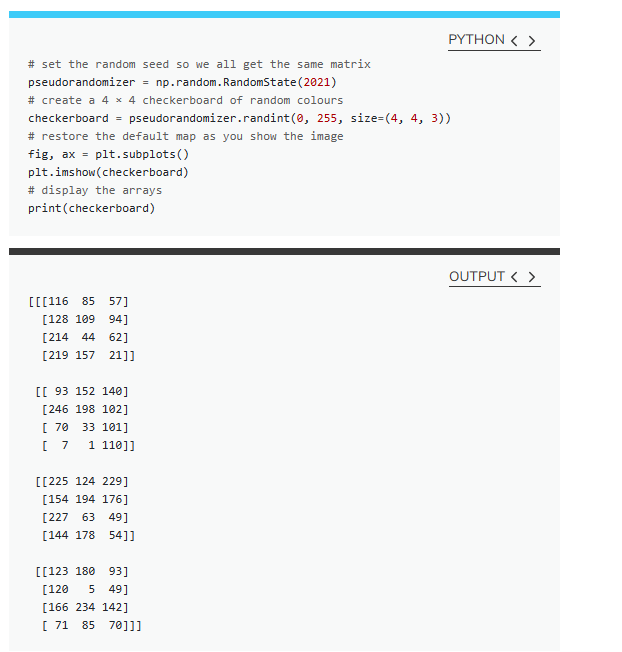 PYTHON < >
# set the random seed so we all get the same matrix
pseudorandomizer = np.random.RandomState(2021)
# create a 4 × 4 checkerboard of random colours
checkerboard = pseudorandomizer.randint(0, 255, size=(4, 4, 3))
# restore the default map as you show the image
fig, ax = plt.subplots()
plt.imshow(checkerboard)
# display the arrays
print(checkerboard)
OUTPUT < >
[[[116  85  57]
  [128 109  94]
  [214  44  62]
  [219 157  21]]

 [[ 93 152 140]
  [246 198 102]
  [ 70  33 101]
  [  7   1 110]]

 [[225 124 229]
  [154 194 176]
  [227  63  49]
  [144 178  54]]

 [[123 180  93]
  [120   5  49]
  [166 234 142]
  [ 71  85  70]]]